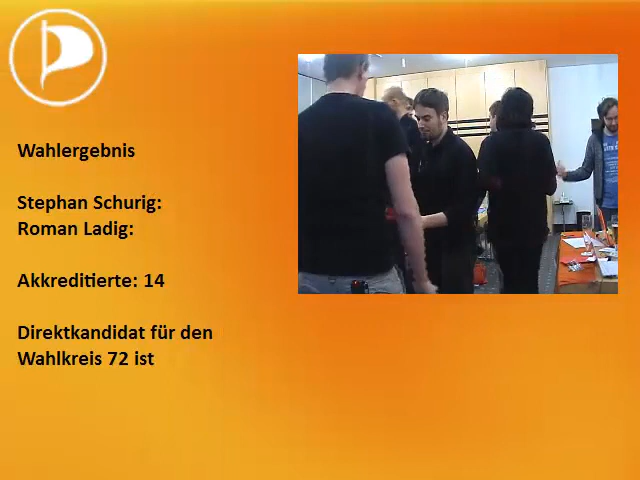 Wahlergebnis
Stephan Schurig:
Roman Ladig:
Akkreditierte: 14
Direktkandidat für den
Wahlkreis 72 ist